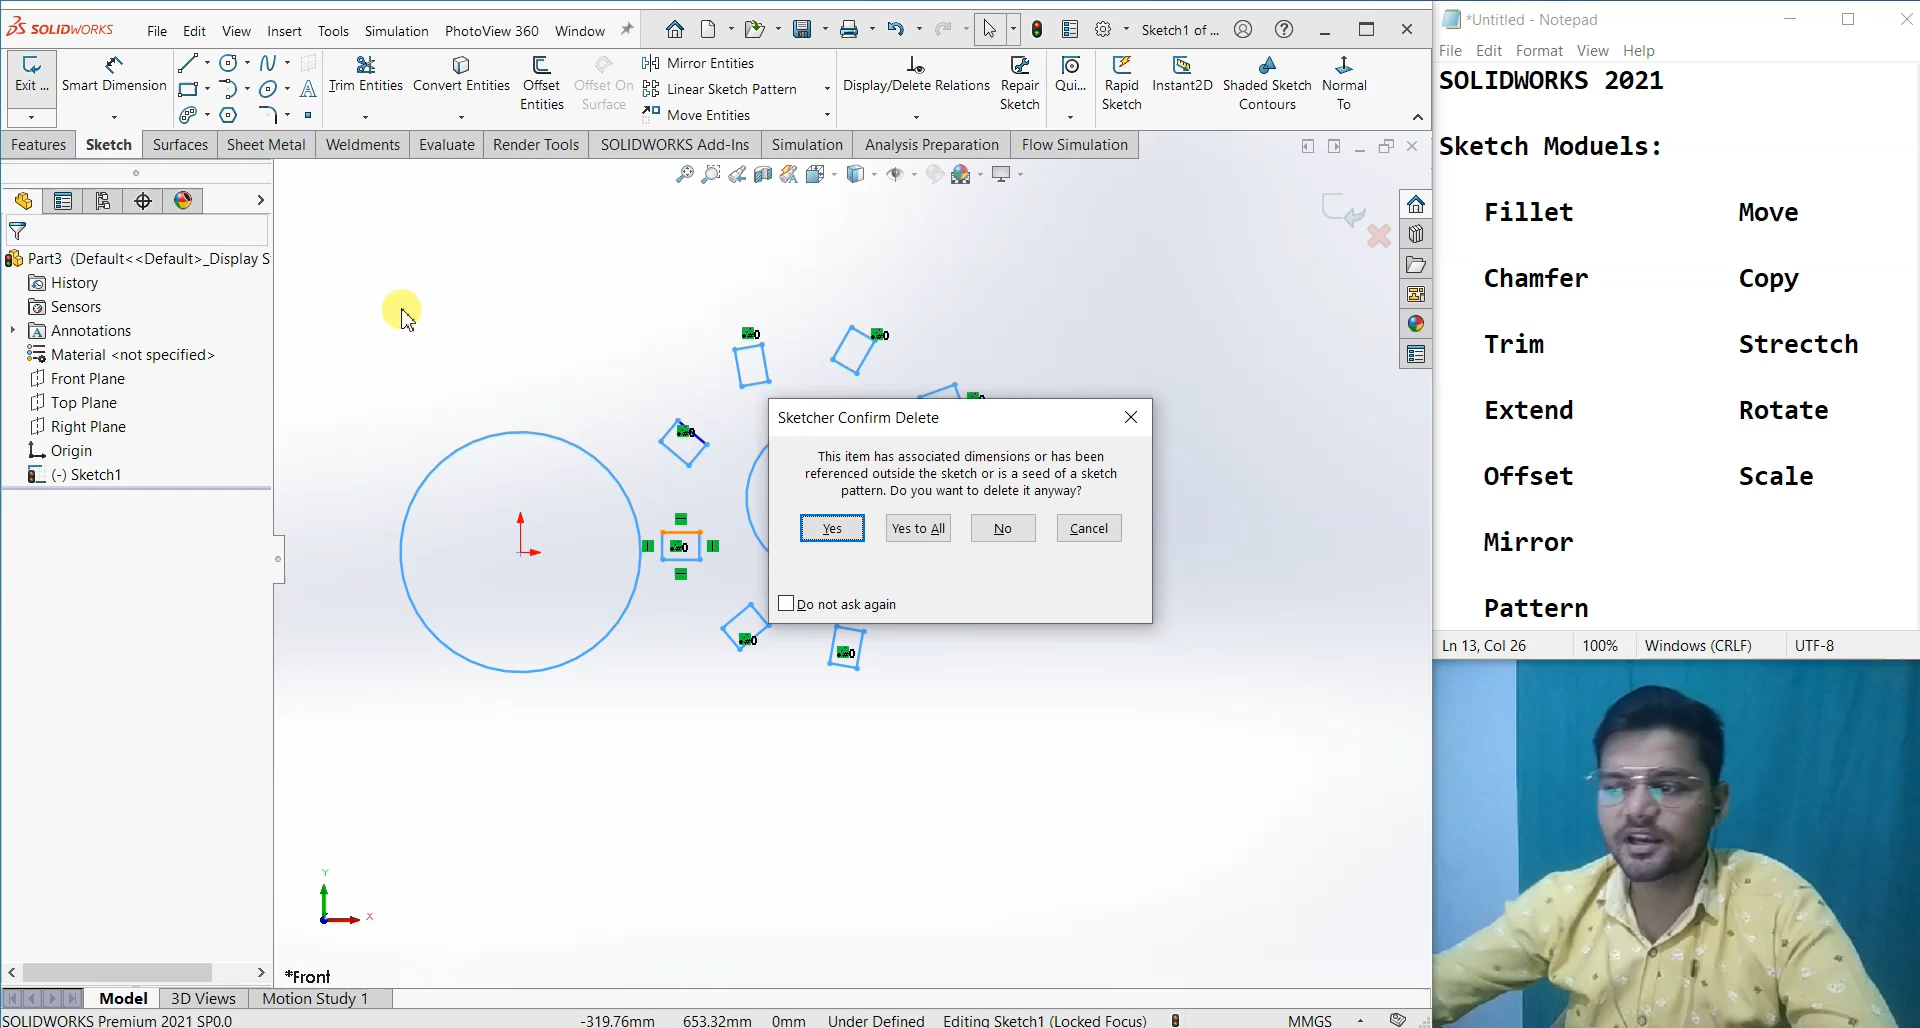 SOLIDWORKS File Edit View Insert Tools Simulation PhotoView 360 Window Sketch1 of ...
Exit ... Smart Dimension Trim Entities Convert Entities Offset Entities Offset On Surface Mirror Entities Linear Sketch Pattern Move Entities Display/Delete Relations Repair Sketch Qui... Rapid Sketch Instant2D Shaded Sketch Contours Normal To
Features Sketch Surfaces Sheet Metal Weldments Evaluate Render Tools SOLIDWORKS Add-Ins Simulation Analysis Preparation Flow Simulation
Part3 (Default<<Default>_Display S
History
Sensors
Annotations
Material <not specified>
Front Plane
Top Plane
Right Plane
Origin
(-) Sketch1
Sketcher Confirm Delete
This item has associated dimensions or has been
referenced outside the sketch or is a seed of a sketch
pattern. Do you want to delete it anyway?
Yes Yes to All No Cancel
Do not ask again
Y
X
*Front
Model 3D Views Motion Study 1
SOLIDWORKS Premium 2021 SP0.0 -319.76mm 653.32mm 0mm Under Defined Editing Sketch1 (Locked Focus) MMGS
*Untitled - Notepad
File Edit Format View Help
SOLIDWORKS 2021
Sketch Moduels:
Fillet Move
Chamfer Copy
Trim Strectch
Extend Rotate
Offset Scale
Mirror
Pattern
Ln 13, Col 26 100% Windows (CRLF) UTF-8